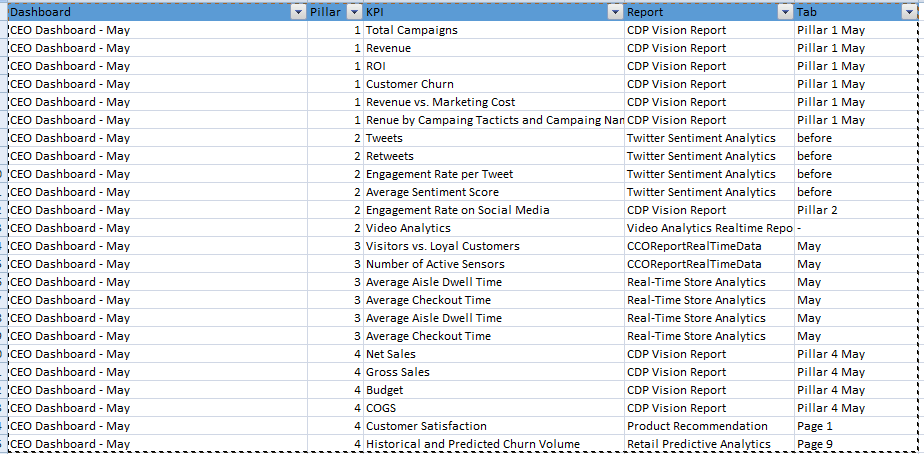 Dashboard Pillar KPI Report Tab
CEO Dashboard - May 1 Total Campaigns CDP Vision Report Pillar 1 May
CEO Dashboard - May 1 Revenue CDP Vision Report Pillar 1 May
CEO Dashboard - May 1 ROI CDP Vision Report Pillar 1 May
CEO Dashboard - May 1 Customer Churn CDP Vision Report Pillar 1 May
CEO Dashboard - May 1 Revenue vs. Marketing Cost CDP Vision Report Pillar 1 May
CEO Dashboard - May 1 Renue by Campaing Tacticts and Campaing Nan CDP Vision Report Pillar 1 May
CEO Dashboard - May 2 Tweets Twitter Sentiment Analytics before
CEO Dashboard - May 2 Retweets Twitter Sentiment Analytics before
CEO Dashboard - May 2 Engagement Rate per Tweet Twitter Sentiment Analytics before
CEO Dashboard - May 2 Average Sentiment Score Twitter Sentiment Analytics before
CEO Dashboard - May 2 Engagement Rate on Social Media CDP Vision Report Pillar 2
CEO Dashboard - May 2 Video Analytics Video Analytics Realtime Repo -
CEO Dashboard - May 3 Visitors vs. Loyal Customers CCOReportRealTimeData May
CEO Dashboard - May 3 Number of Active Sensors CCOReportRealTimeData May
CEO Dashboard - May 3 Average Aisle Dwell Time Real-Time Store Analytics May
CEO Dashboard - May 3 Average Checkout Time Real-Time Store Analytics May
CEO Dashboard - May 3 Average Aisle Dwell Time Real-Time Store Analytics May
CEO Dashboard - May 3 Average Checkout Time Real-Time Store Analytics May
CEO Dashboard - May 4 Net Sales CDP Vision Report Pillar 4 May
CEO Dashboard - May 4 Gross Sales CDP Vision Report Pillar 4 May
CEO Dashboard - May 4 Budget CDP Vision Report Pillar 4 May
CEO Dashboard - May 4 COGS CDP Vision Report Pillar 4 May
CEO Dashboard - May 4 Customer Satisfaction Product Recommendation Page 1
CEO Dashboard - May 4 Historical and Predicted Churn Volume Retail Predictive Analytics Page 9